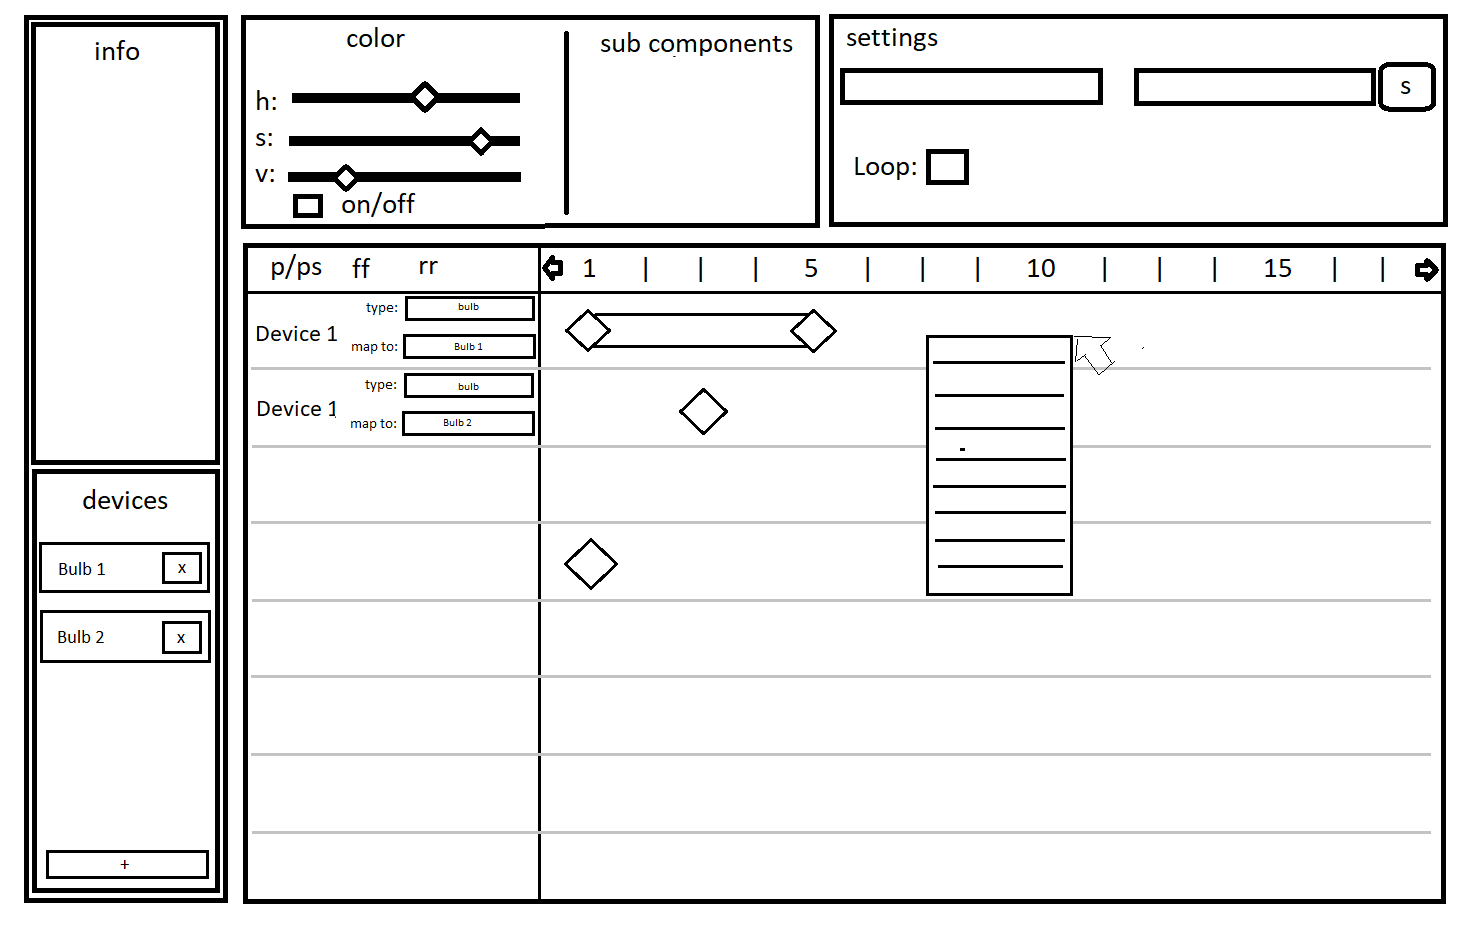 info
devices
Bulb 1 x
Bulb 2 x
+
color
h:
s:
v:
on/off
sub components
settings
s
Loop:
p/ps ff rr 1 | | | 5 | | | 10 | | | 15 | |
type: bulb
Device 1
map to: Bulb 1
type: bulb
Device 1
map to: Bulb 2